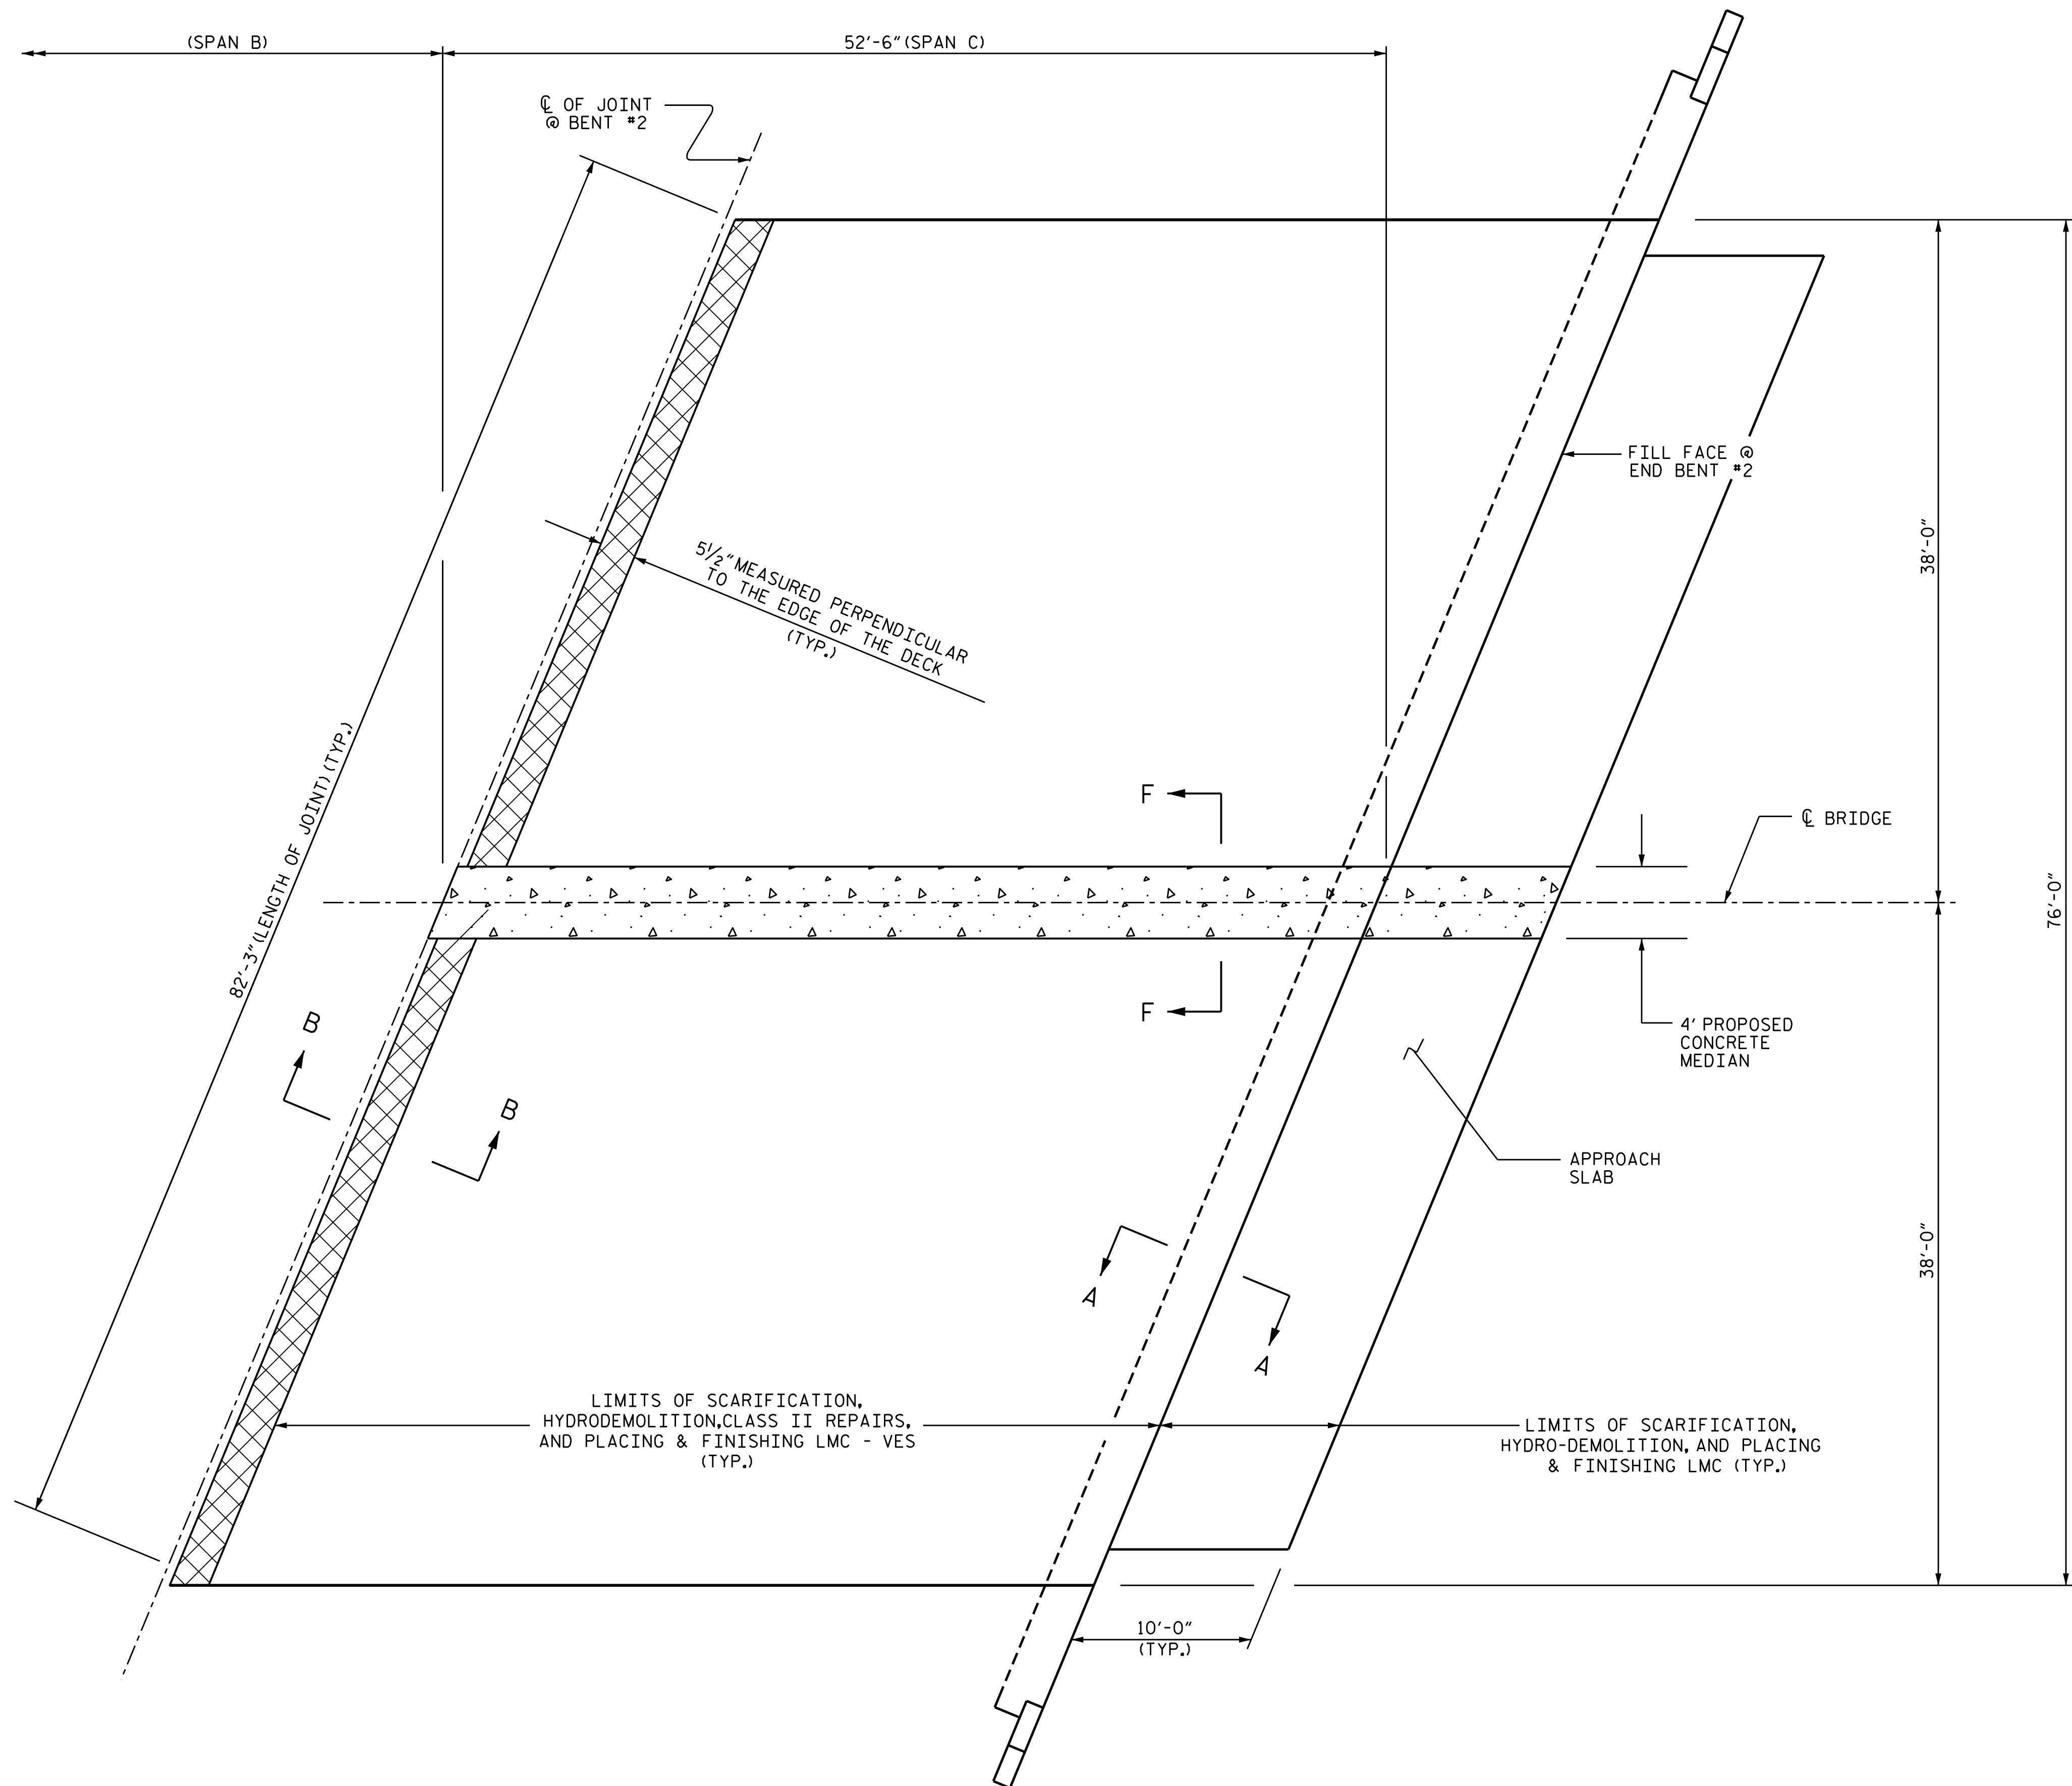 (SPAN B)
52'-6" (SPAN C)
℄ OF JOINT
@ BENT #2
FILL FACE @
END BENT #2
38'-0"
5½" MEASURED PERPENDICULAR
TO THE EDGE OF THE DECK
(TYP.)
82'-3" (LENGTH OF JOINT) (TYP.)
F
℄ BRIDGE
76'-0"
F
4' PROPOSED
CONCRETE
MEDIAN
B
B
APPROACH
SLAB
38'-0"
A
A
LIMITS OF SCARIFICATION,
HYDRODEMOLITION, CLASS II REPAIRS,
AND PLACING & FINISHING LMC - VES
(TYP.)
LIMITS OF SCARIFICATION,
HYDRO-DEMOLITION, AND PLACING
& FINISHING LMC (TYP.)
10'-0"
(TYP.)